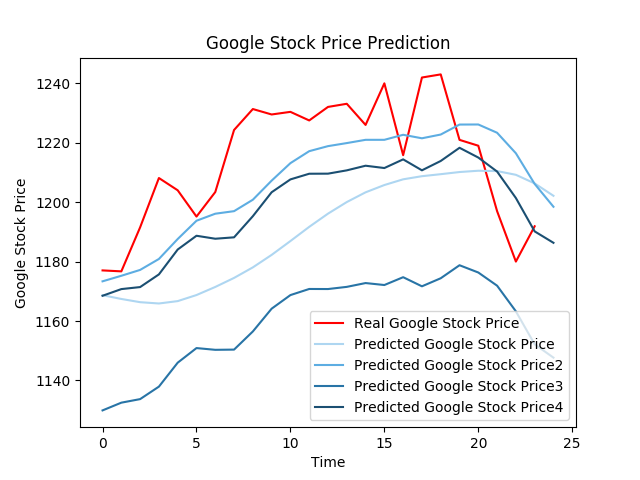 Google Stock Price Prediction
1240
1220
1200
1180
1160
1140
Google Stock Price
0
5
10
15
20
25
Time
Real Google Stock Price
Predicted Google Stock Price
Predicted Google Stock Price2
Predicted Google Stock Price3
Predicted Google Stock Price4